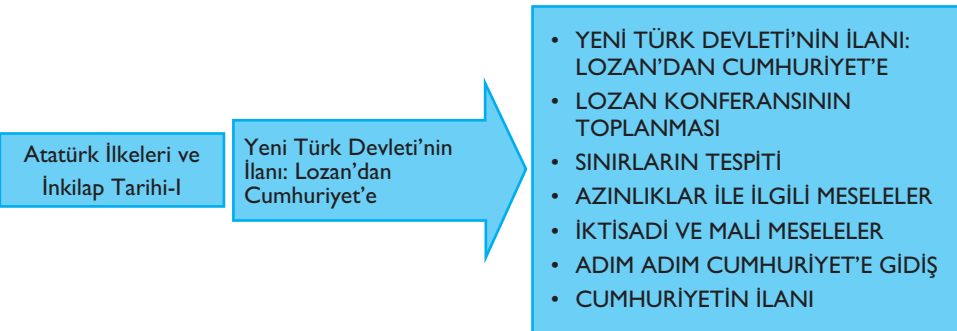 Atatürk İlkeleri ve
İnkilap Tarihi-I
Yeni Türk Devleti’nin
İlanı: Lozan’dan
Cumhuriyet’e
• YENİ TÜRK DEVLETİ’NİN İLANI:
LOZAN’DAN CUMHURİYET’E
• LOZAN KONFERANSININ
TOPLANMASI
• SINIRLARIN TESPİTİ
• AZINLIKLAR İLE İLGİLİ MESELELER
• İKTİSADİ VE MALİ MESELELER
• ADIM ADIM CUMHURİYET’E GİDİŞ
• CUMHURİYETİN İLANI